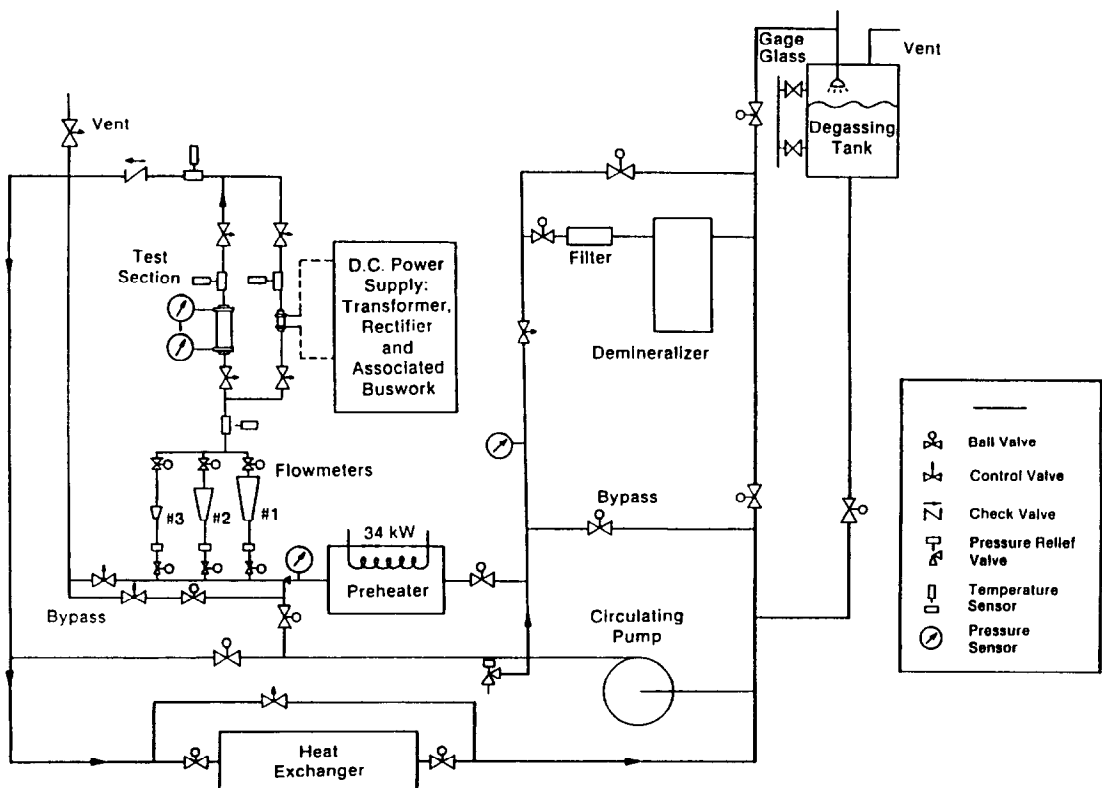 Gage
Glass
Vent
Degassing
Tank
Vent
Test
Section
D.C. Power
Supply:
Transformer,
Rectifier
and
Associated
Buswork
Filter
Demineralizer
Flowmeters
#3
#2
#1
34 kW
Preheater
Bypass
Bypass
Circulating
Pump
Heat
Exchanger
Ball Valve
Control Valve
Check Valve
Pressure Relief
Valve
Temperature
Sensor
Pressure
Sensor